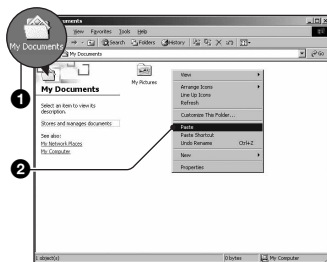 My Documents
ocuments
View Favorites Tools Help
Search Folders History
My Documents
Go
My Documents
My Pictures
Select an item to view its
description.
Stores and manages documents
See also:
My Network Places
My Computer
View
Arrange Icons
Line Up Icons
Refresh
Customize This Folder...
Paste
Paste Shortcut
Undo Rename Ctrl+Z
New
Properties
1
2
1 object(s) 0 bytes My Computer